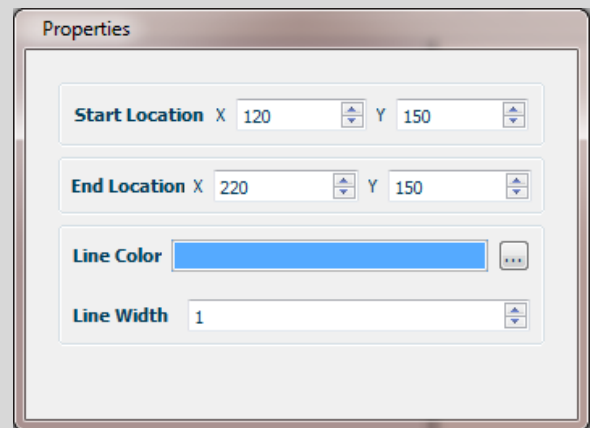 Properties
Start Location X 120 Y 150
End Location X 220 Y 150
Line Color ...
Line Width 1